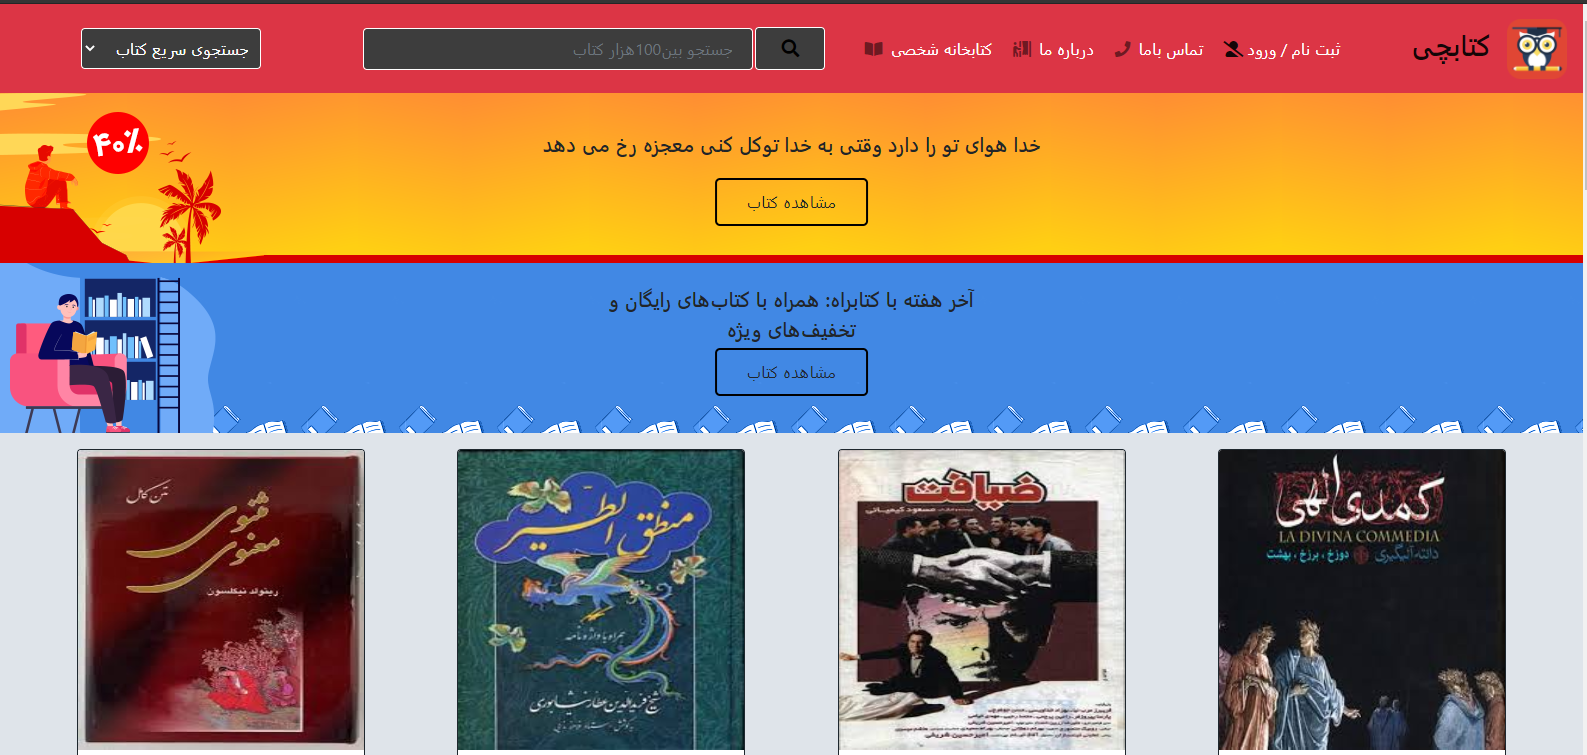 کتابچی
ثبت نام / ورود
تماس باما
درباره ما
کتابخانه شخصی
جستجو بین100هزار کتاب
جستجوی سریع کتاب
۴۰٪
خدا هوای تو را دارد وقتی به خدا توکل کنی معجزه رخ می دهد
مشاهده کتاب
آخر هفته با کتابراه: همراه با کتاب‌های رایگان و
تخفیف‌های ویژه
مشاهده کتاب
کمدی الهی
LA DIVINA COMMEDIA
دانته آلیگیری
دوزخ ، برزخ ، بهشت
ضیافت
مسعود کیمیائی
امیرحسین شریفی
منطق الطیر
همراه با واژه نامه
شیخ فریدالدین عطار نیشابوری
متن کامل
مثنوی
معنوی
رینولد نیکلسون